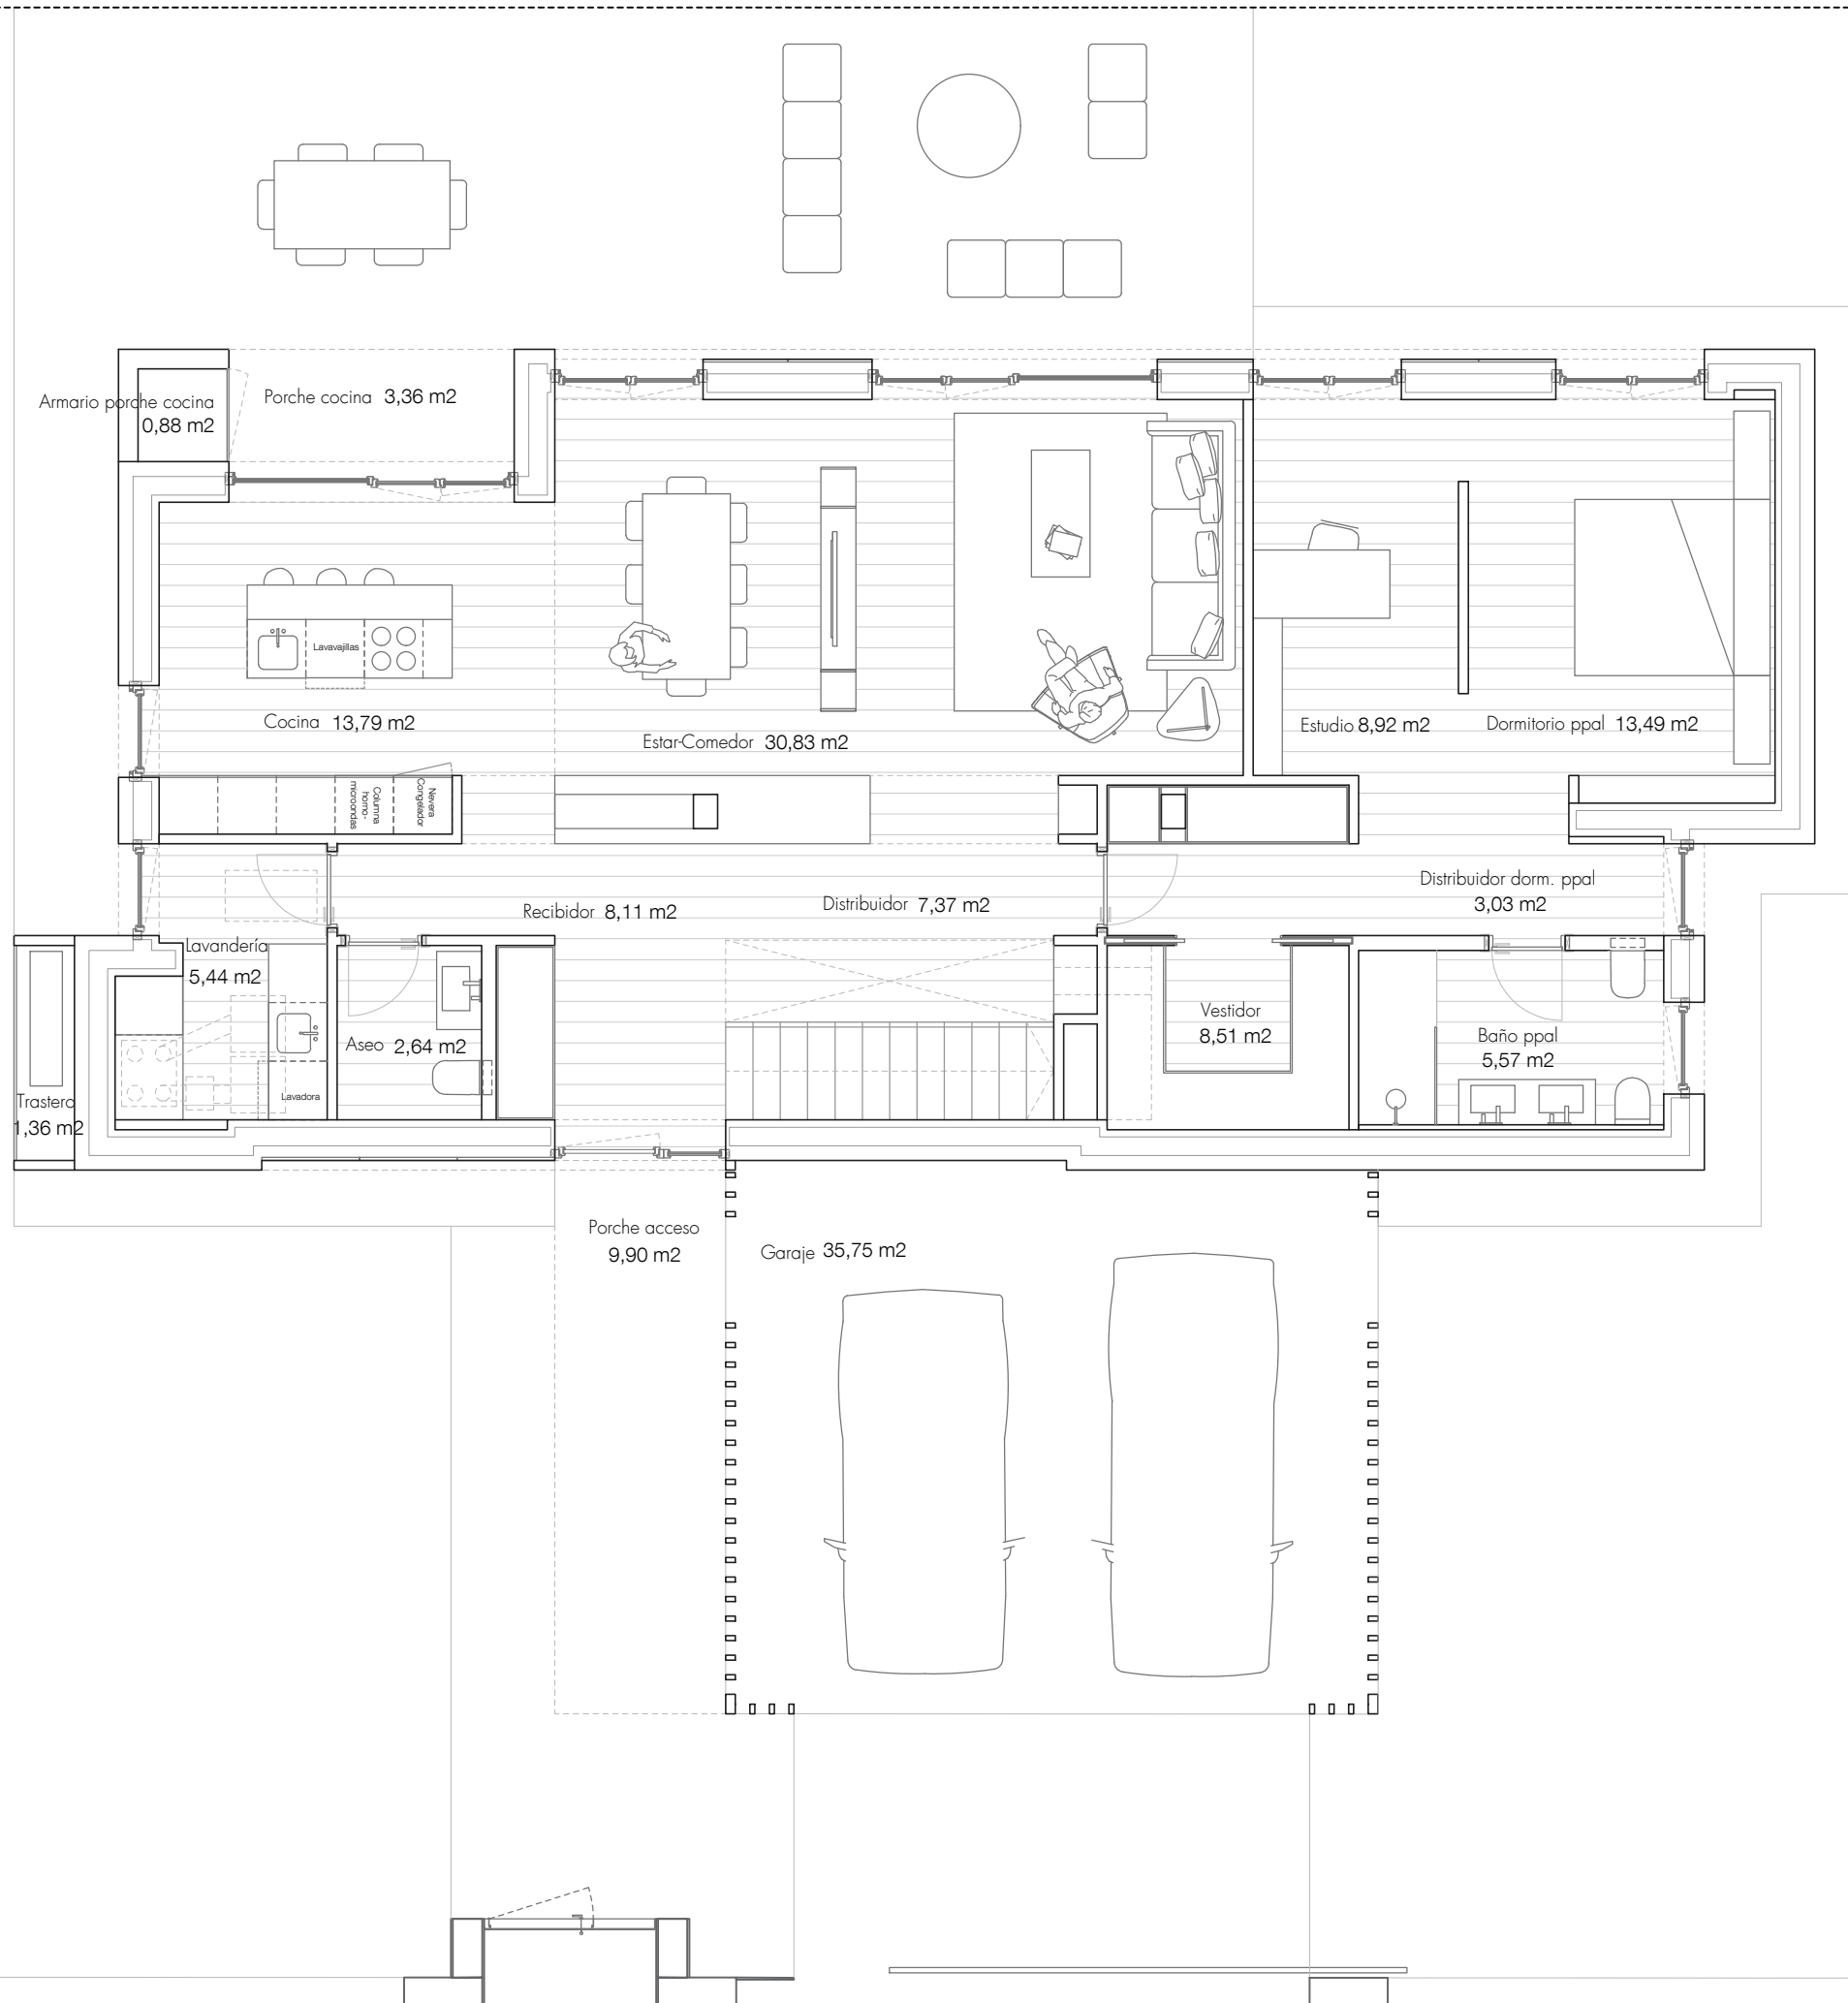 Armario porche cocina
0,88 m2
Porche cocina 3,36 m2
Lavavajillas
Cocina 13,79 m2
Estar-Comedor 30,83 m2
Estudio 8,92 m2
Dormitorio ppal 13,49 m2
Columna
horno-
microondas
Nevera
Congelador
Recibidor 8,11 m2
Distribuidor 7,37 m2
Distribuidor dorm. ppal
3,03 m2
Lavandería
5,44 m2
Aseo 2,64 m2
Lavadora
Vestidor
8,51 m2
Baño ppal
5,57 m2
Trastero
1,36 m2
Porche acceso
9,90 m2
Garaje 35,75 m2